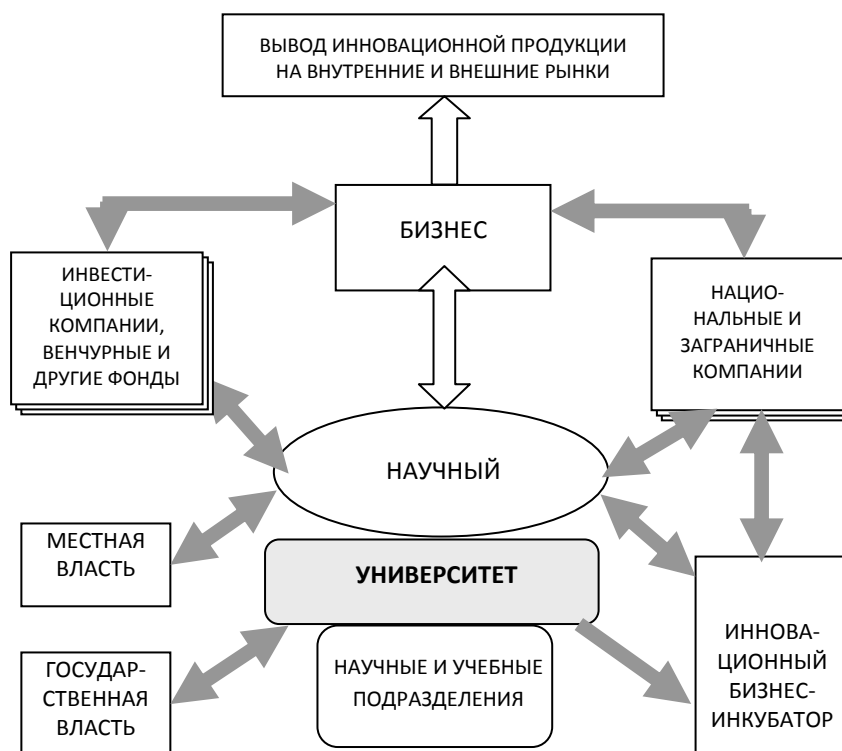 ВЫВОД ИННОВАЦИОННОЙ ПРОДУКЦИИ
НА ВНУТРЕННИЕ И ВНЕШНИЕ РЫНКИ
БИЗНЕС
ИНВЕСТИ-
ЦИОННЫЕ
КОМПАНИИ,
ВЕНЧУРНЫЕ И
ДРУГИЕ ФОНДЫ
НАЦИО-
НАЛЬНЫЕ И
ЗАГРАНИЧНЫЕ
КОМПАНИИ
НАУЧНЫЙ
МЕСТНАЯ
ВЛАСТЬ
УНИВЕРСИТЕТ
ГОСУДАР-
СТВЕННАЯ
ВЛАСТЬ
НАУЧНЫЕ И УЧЕБНЫЕ
ПОДРАЗДЕЛЕНИЯ
ИННОВА-
ЦИОННЫЙ
БИЗНЕС-
ИНКУБАТОР